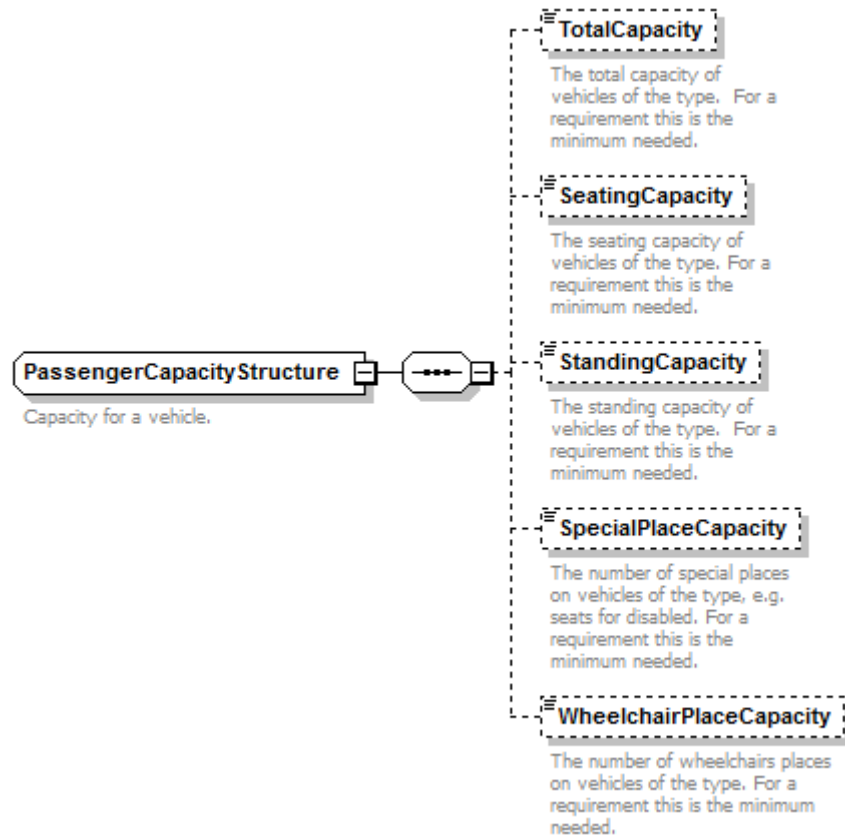 TotalCapacity
The total capacity of
vehicles of the type.  For a
requirement this is the
minimum needed.
SeatingCapacity
The seating capacity of
vehicles of the type. For a
requirement this is the
minimum needed.
PassengerCapacityStructure
Capacity for a vehicle.
StandingCapacity
The standing capacity of
vehicles of the type.  For a
requirement this is the
minimum needed.
SpecialPlaceCapacity
The number of special places
on vehicles of the type, e.g.
seats for disabled. For a
requirement this is the
minimum needed.
WheelchairPlaceCapacity
The number of wheelchairs places
on vehicles of the type. For a
requirement this is the minimum
needed.